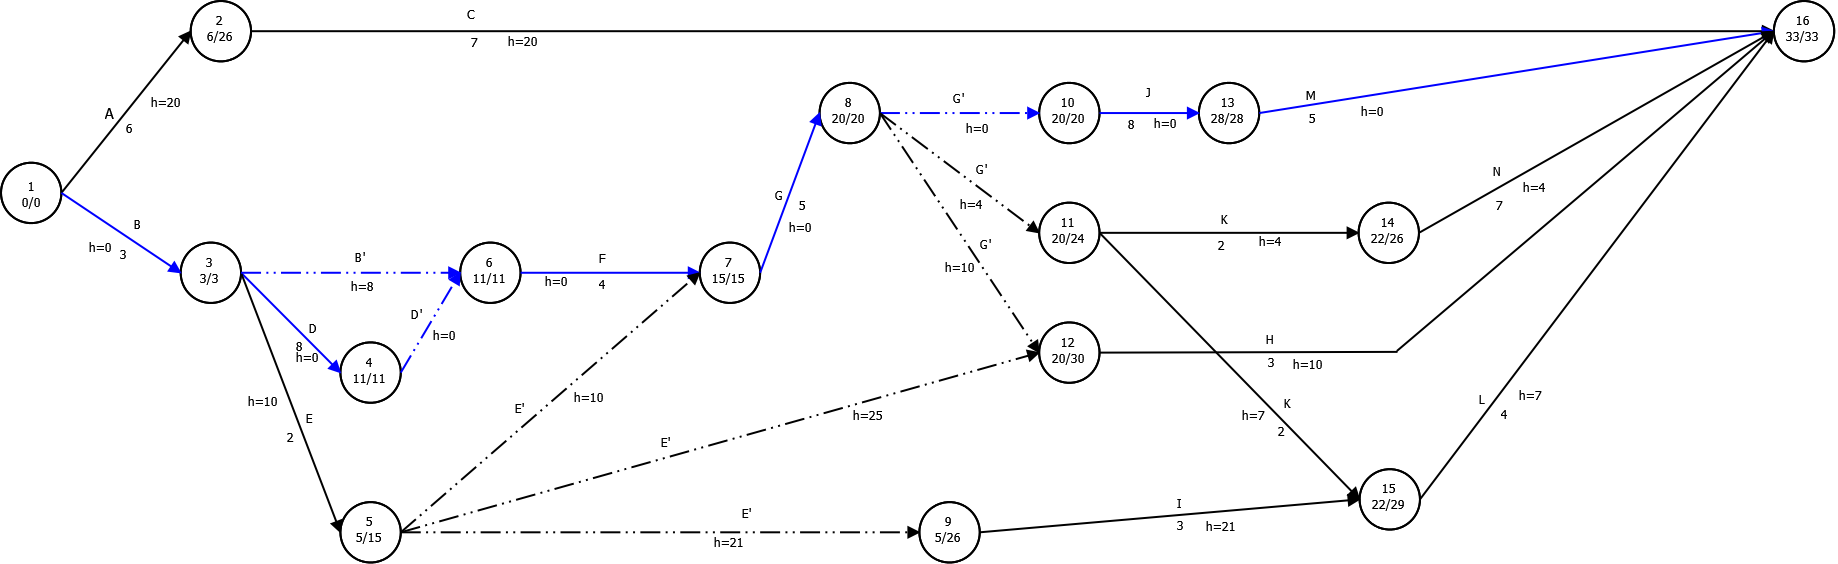 2
6/26
C
7
h=20
16
33/33
A
6
h=20
8
20/20
G'
h=0
10
20/20
J
8
h=0
13
28/28
M
5
h=0
1
0/0
B
h=0
3
G
5
h=0
G'
h=4
G'
h=10
11
20/24
K
2
h=4
14
22/26
N
7
h=4
3
3/3
B'
h=8
6
11/11
F
h=0
4
7
15/15
D
8
h=0
D'
h=0
4
11/11
12
20/30
H
3
h=10
h=10
E
2
E'
h=10
E'
h=25
K
h=7
2
L
4
h=7
5
5/15
E'
h=21
9
5/26
I
3
h=21
15
22/29